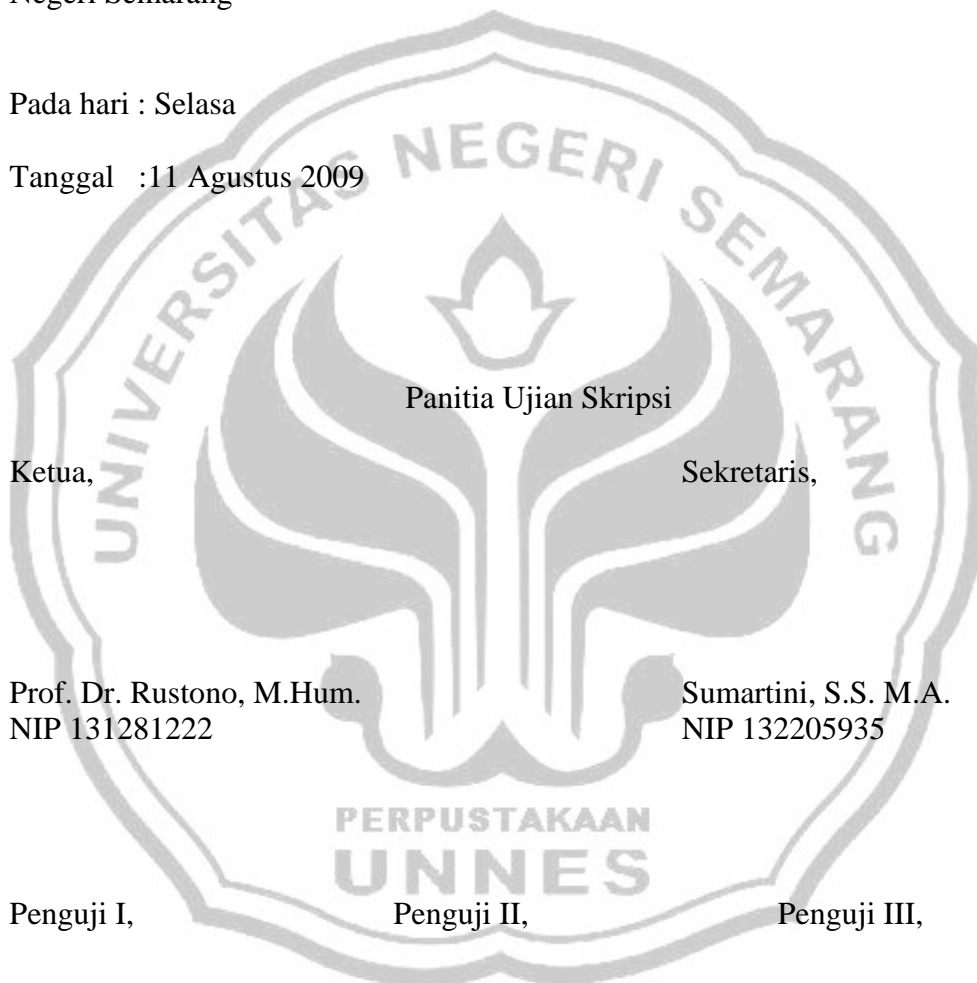 Negeri Semarang
Pada hari : Selasa
Tanggal :11 Agustus 2009
UNIVERSITAS NEGERI SEMARANG
Panitia Ujian Skripsi
Ketua, Sekretaris,
Prof. Dr. Rustono, M.Hum. Sumartini, S.S. M.A.
NIP 131281222 NIP 132205935
PERPUSTAKAAN
UNNES
Penguji I, Penguji II, Penguji III,